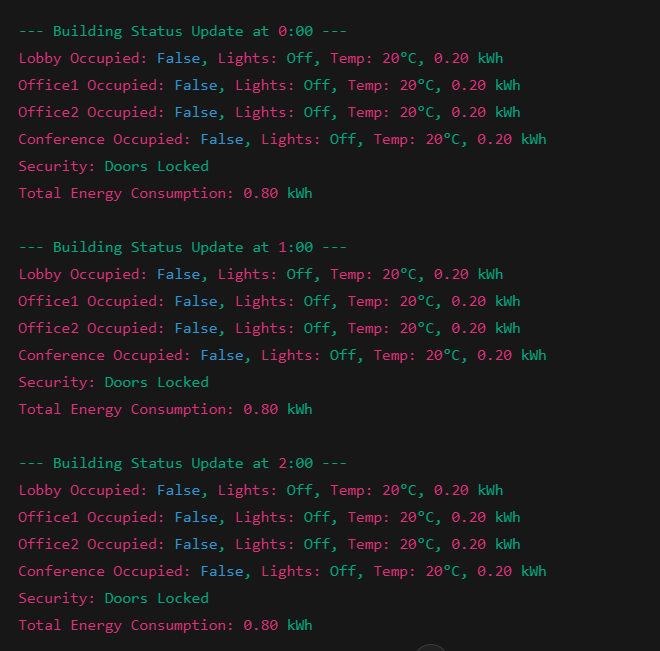 --- Building Status Update at 0:00 ---
Lobby Occupied: False, Lights: Off, Temp: 20°C, 0.20 kWh
Office1 Occupied: False, Lights: Off, Temp: 20°C, 0.20 kWh
Office2 Occupied: False, Lights: Off, Temp: 20°C, 0.20 kWh
Conference Occupied: False, Lights: Off, Temp: 20°C, 0.20 kWh
Security: Doors Locked
Total Energy Consumption: 0.80 kWh
--- Building Status Update at 1:00 ---
Lobby Occupied: False, Lights: Off, Temp: 20°C, 0.20 kWh
Office1 Occupied: False, Lights: Off, Temp: 20°C, 0.20 kWh
Office2 Occupied: False, Lights: Off, Temp: 20°C, 0.20 kWh
Conference Occupied: False, Lights: Off, Temp: 20°C, 0.20 kWh
Security: Doors Locked
Total Energy Consumption: 0.80 kWh
--- Building Status Update at 2:00 ---
Lobby Occupied: False, Lights: Off, Temp: 20°C, 0.20 kWh
Office1 Occupied: False, Lights: Off, Temp: 20°C, 0.20 kWh
Office2 Occupied: False, Lights: Off, Temp: 20°C, 0.20 kWh
Conference Occupied: False, Lights: Off, Temp: 20°C, 0.20 kWh
Security: Doors Locked
Total Energy Consumption: 0.80 kWh